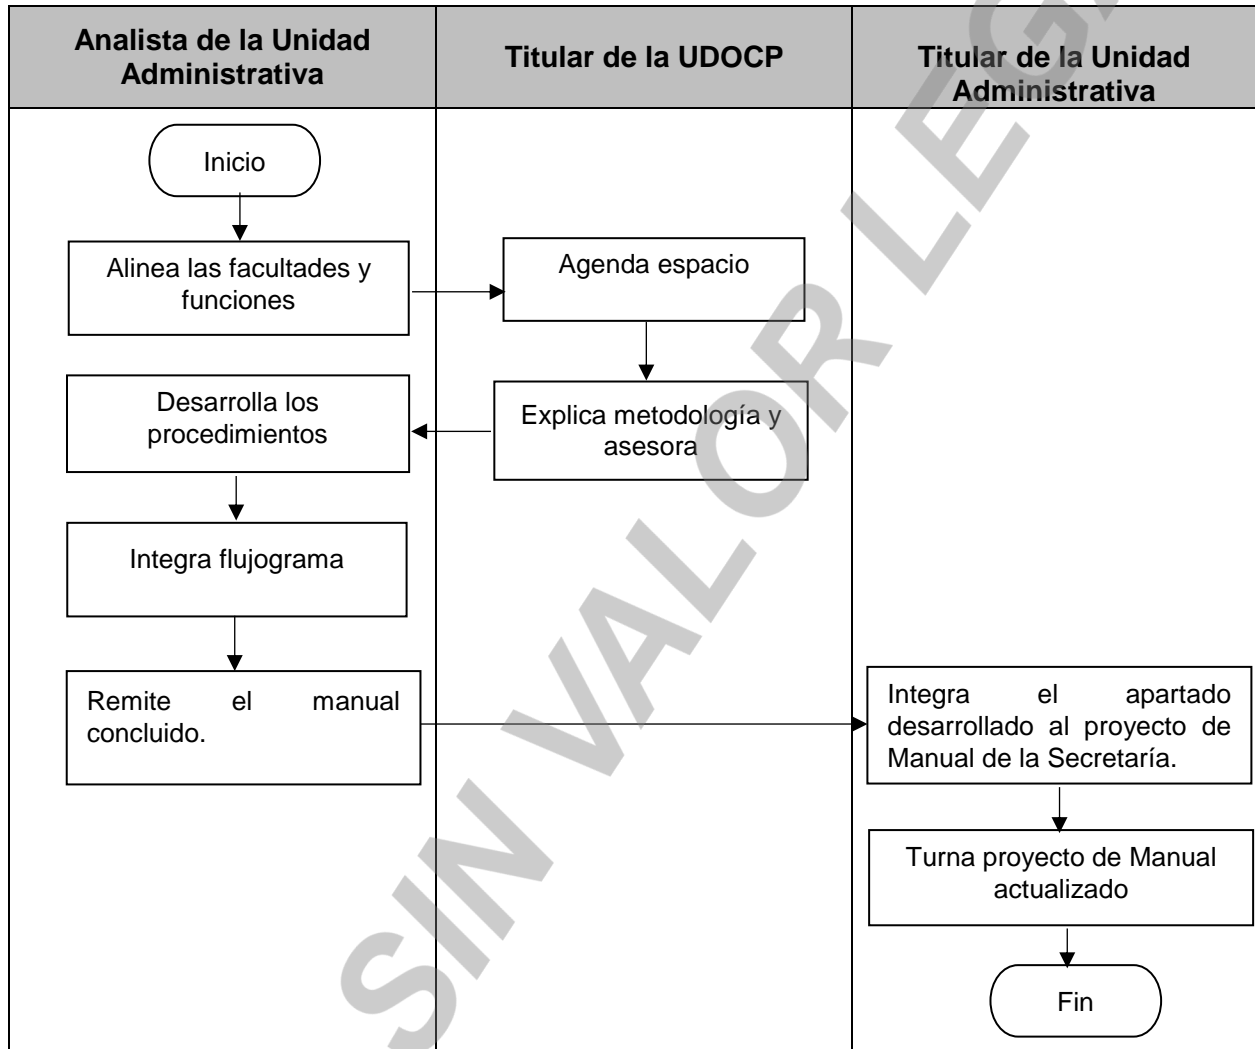 Analista de la Unidad
Administrativa
Titular de la UDOCP
Titular de la Unidad
Administrativa
Inicio
Alinea las facultades y
funciones
Agenda espacio
Explica metodología y
asesora
Desarrolla los
procedimientos
Integra flujograma
Remite el manual
concluido.
Integra el apartado
desarrollado al proyecto de
Manual de la Secretaría.
Turna proyecto de Manual
actualizado
Fin
SIN VALOR LEGA